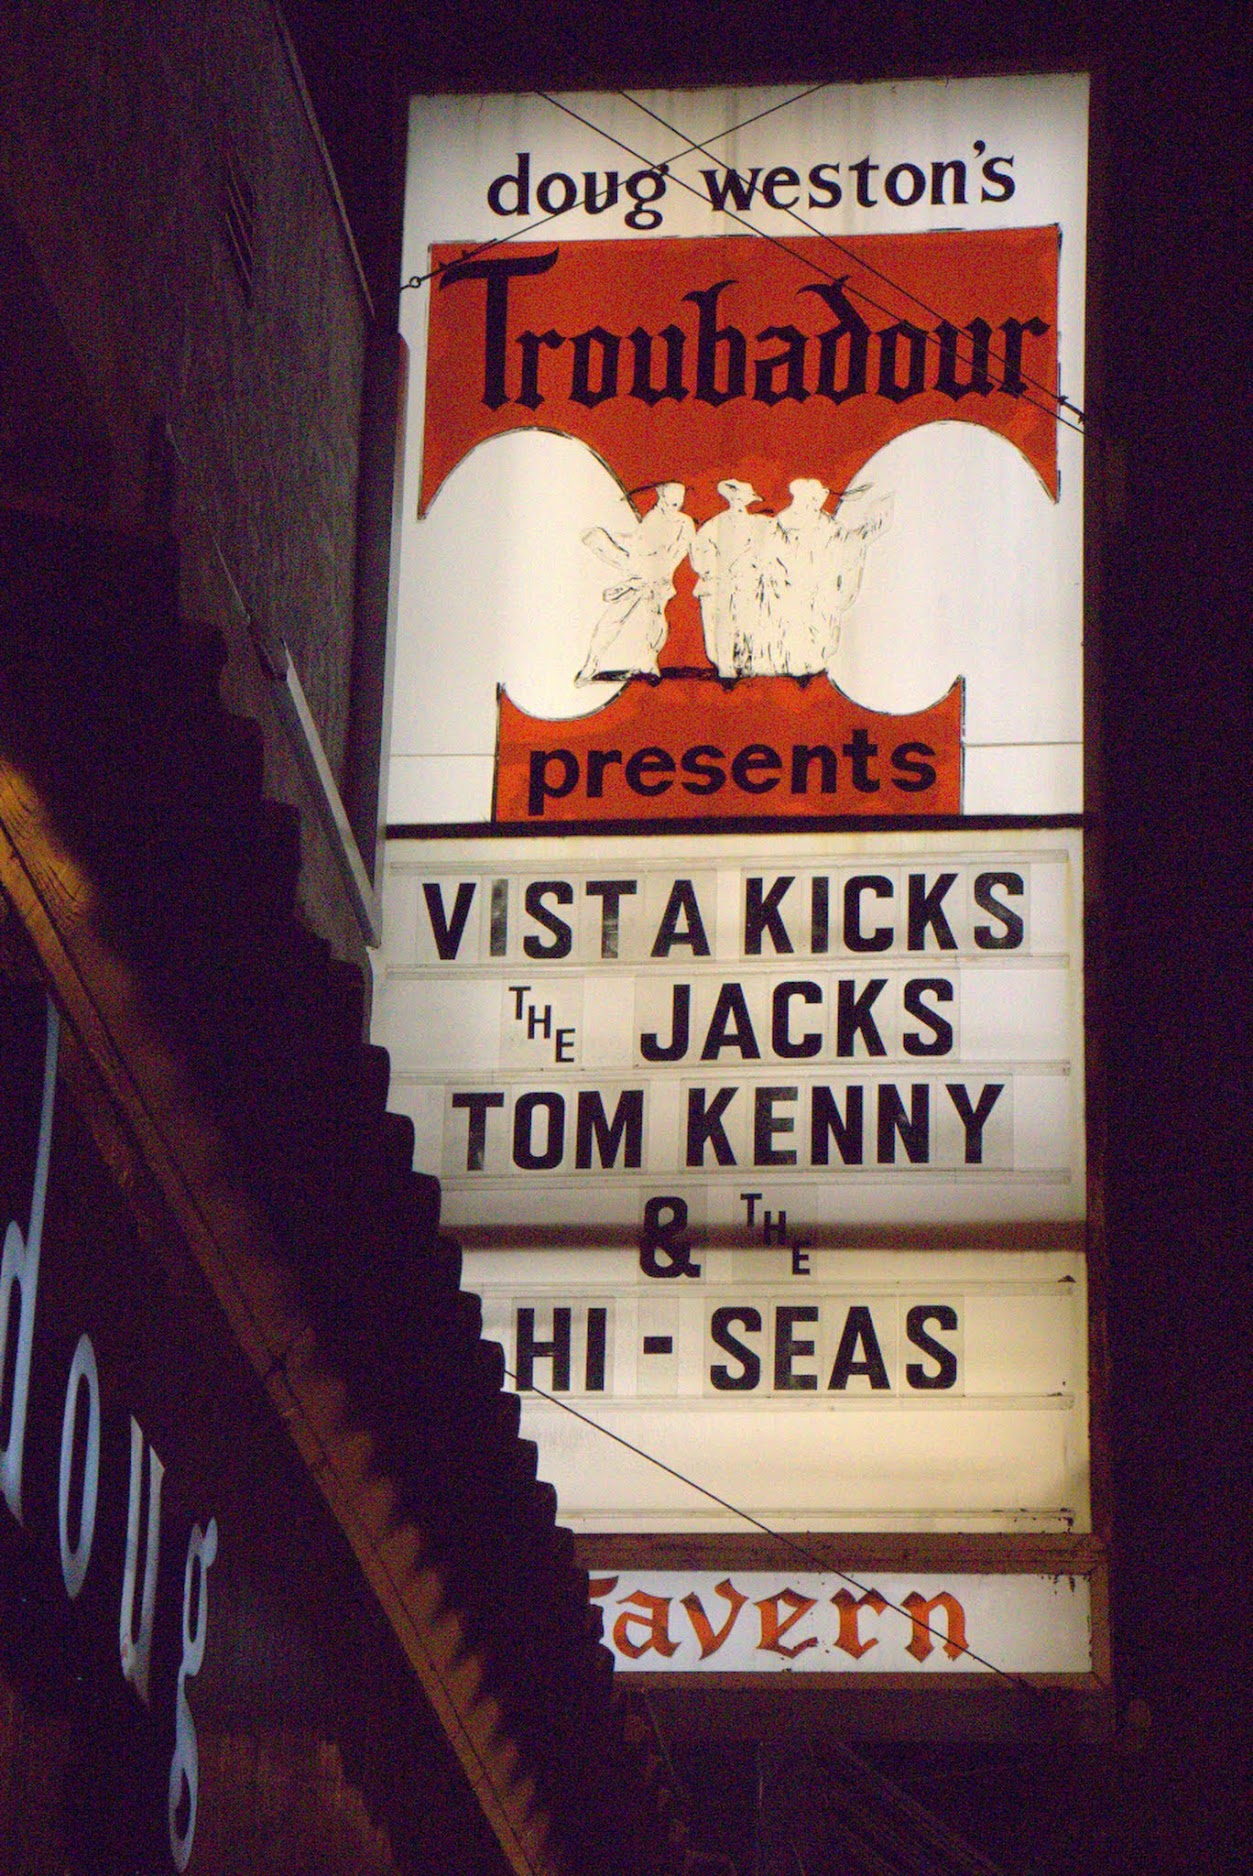 doug weston's
Troubadour
presents
VISTA KICKS
THE JACKS
TOM KENNY
& THE
HI - SEAS
Tavern
doug